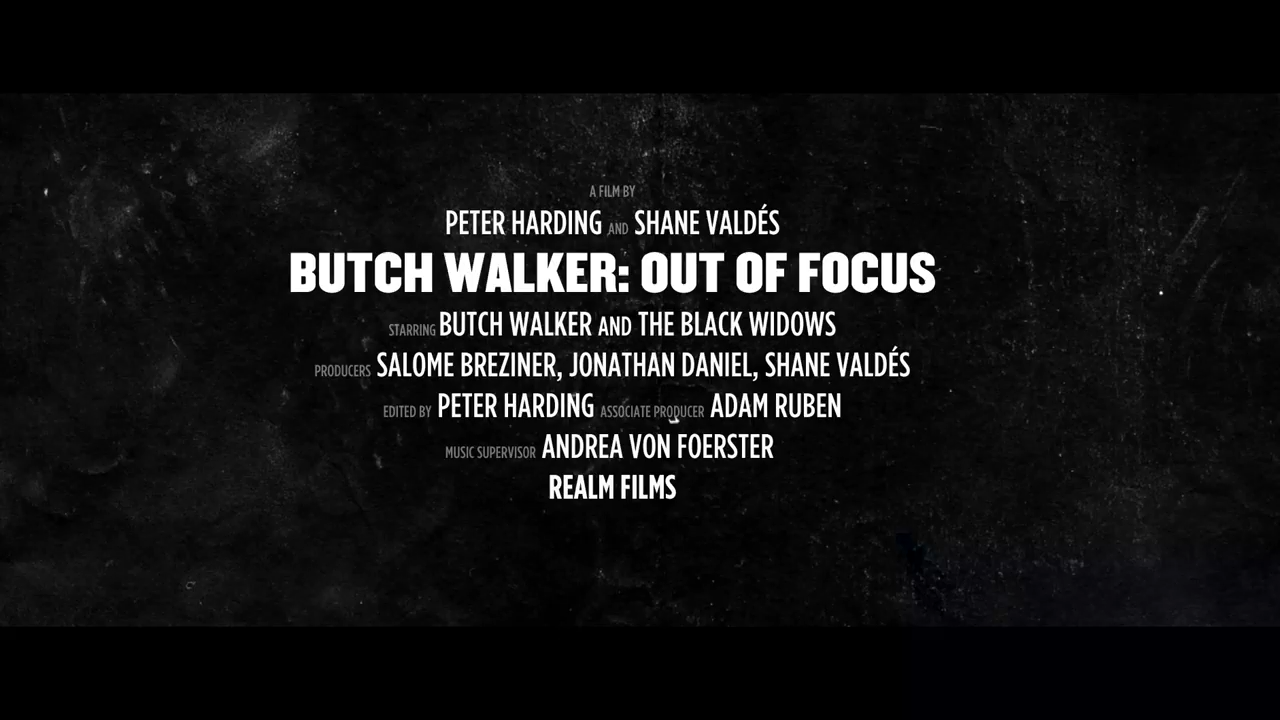 A FILM BY
PETER HARDING AND SHANE VALDÉS
BUTCH WALKER: OUT OF FOCUS
STARRING BUTCH WALKER AND THE BLACK WIDOWS
PRODUCERS SALOME BREZINER, JONATHAN DANIEL, SHANE VALDÉS
EDITED BY PETER HARDING ASSOCIATE PRODUCER ADAM RUBEN
MUSIC SUPERVISOR ANDREA VON FOERSTER
REALM FILMS